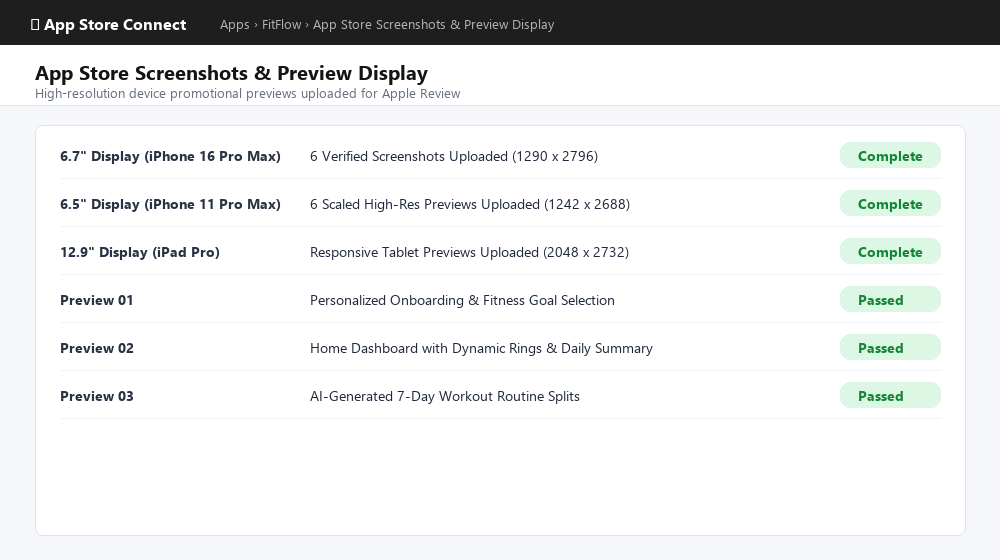 App Store Connect
Apps › FitFlow › App Store Screenshots & Preview Display
App Store Screenshots & Preview Display
High-resolution device promotional previews uploaded for Apple Review
6.7" Display (iPhone 16 Pro Max) 6 Verified Screenshots Uploaded (1290 x 2796) Complete
6.5" Display (iPhone 11 Pro Max) 6 Scaled High-Res Previews Uploaded (1242 x 2688) Complete
12.9" Display (iPad Pro) Responsive Tablet Previews Uploaded (2048 x 2732) Complete
Preview 01 Personalized Onboarding & Fitness Goal Selection Passed
Preview 02 Home Dashboard with Dynamic Rings & Daily Summary Passed
Preview 03 AI-Generated 7-Day Workout Routine Splits Passed